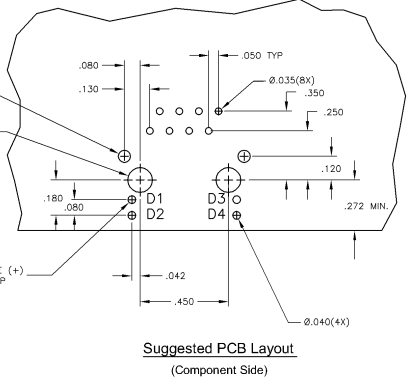 .080
.050 TYP
.130
Ø.035(8X)
.350
.250
.120
.180
D1
D3
.080
D2
D4
.272 MIN.
(+)
P
.042
.450
Ø.040(4X)
Suggested PCB Layout
(Component Side)